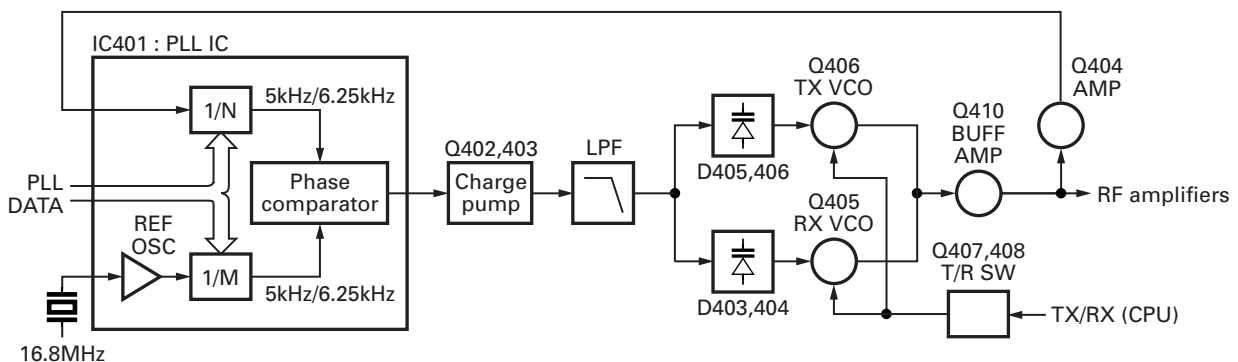 IC401 : PLL IC
1/N
5kHz/6.25kHz
PLL
DATA
Phase
comparator
REF
OSC
1/M
5kHz/6.25kHz
16.8MHz
Q402,403
Charge
pump
LPF
D405,406
Q406
TX VCO
Q405
RX VCO
D403,404
Q410
BUFF
AMP
Q404
AMP
RF amplifiers
Q407,408
T/R SW
TX/RX (CPU)